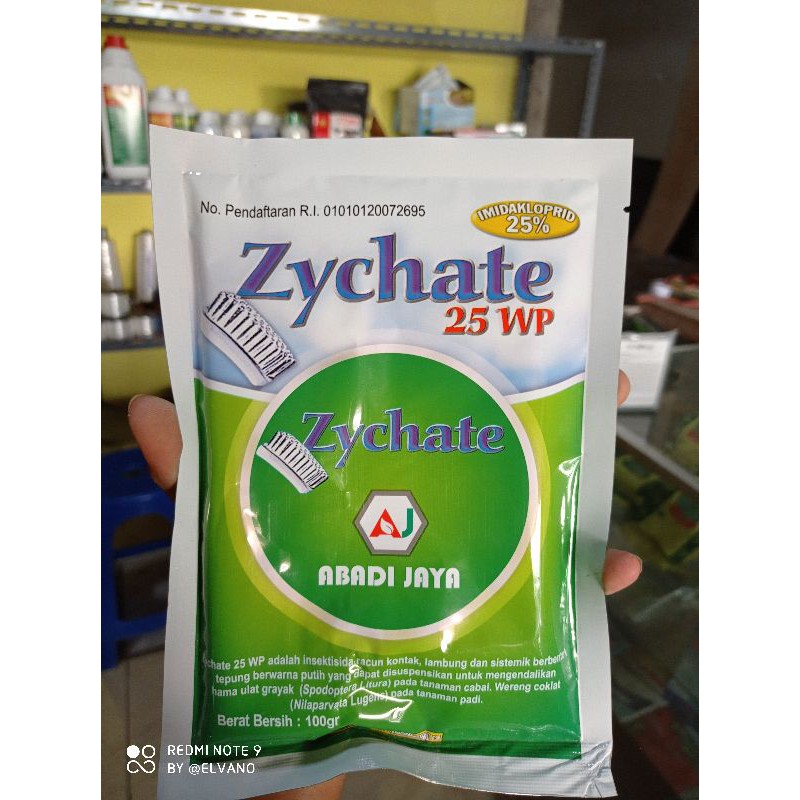 No. Pendaftaran R.I. 01010120072695
IMIDAKLOPRID
25%
Zychate
25 WP
Zychate
AJ
ABADI JAYA
chate 25 WP adalah insektisida racun kontak, lambung dan sistemik
tepung berwarna putih yang dapat disuspensikan untuk mengendalikan
hama ulat grayak (Spodoptera Litura) pada tanaman cabai. Wereng coklat
(Nilaparvata Lugens) pada tanaman padi.
Berat Bersih : 100gr
REDMI NOTE 9
BY @ELVANO